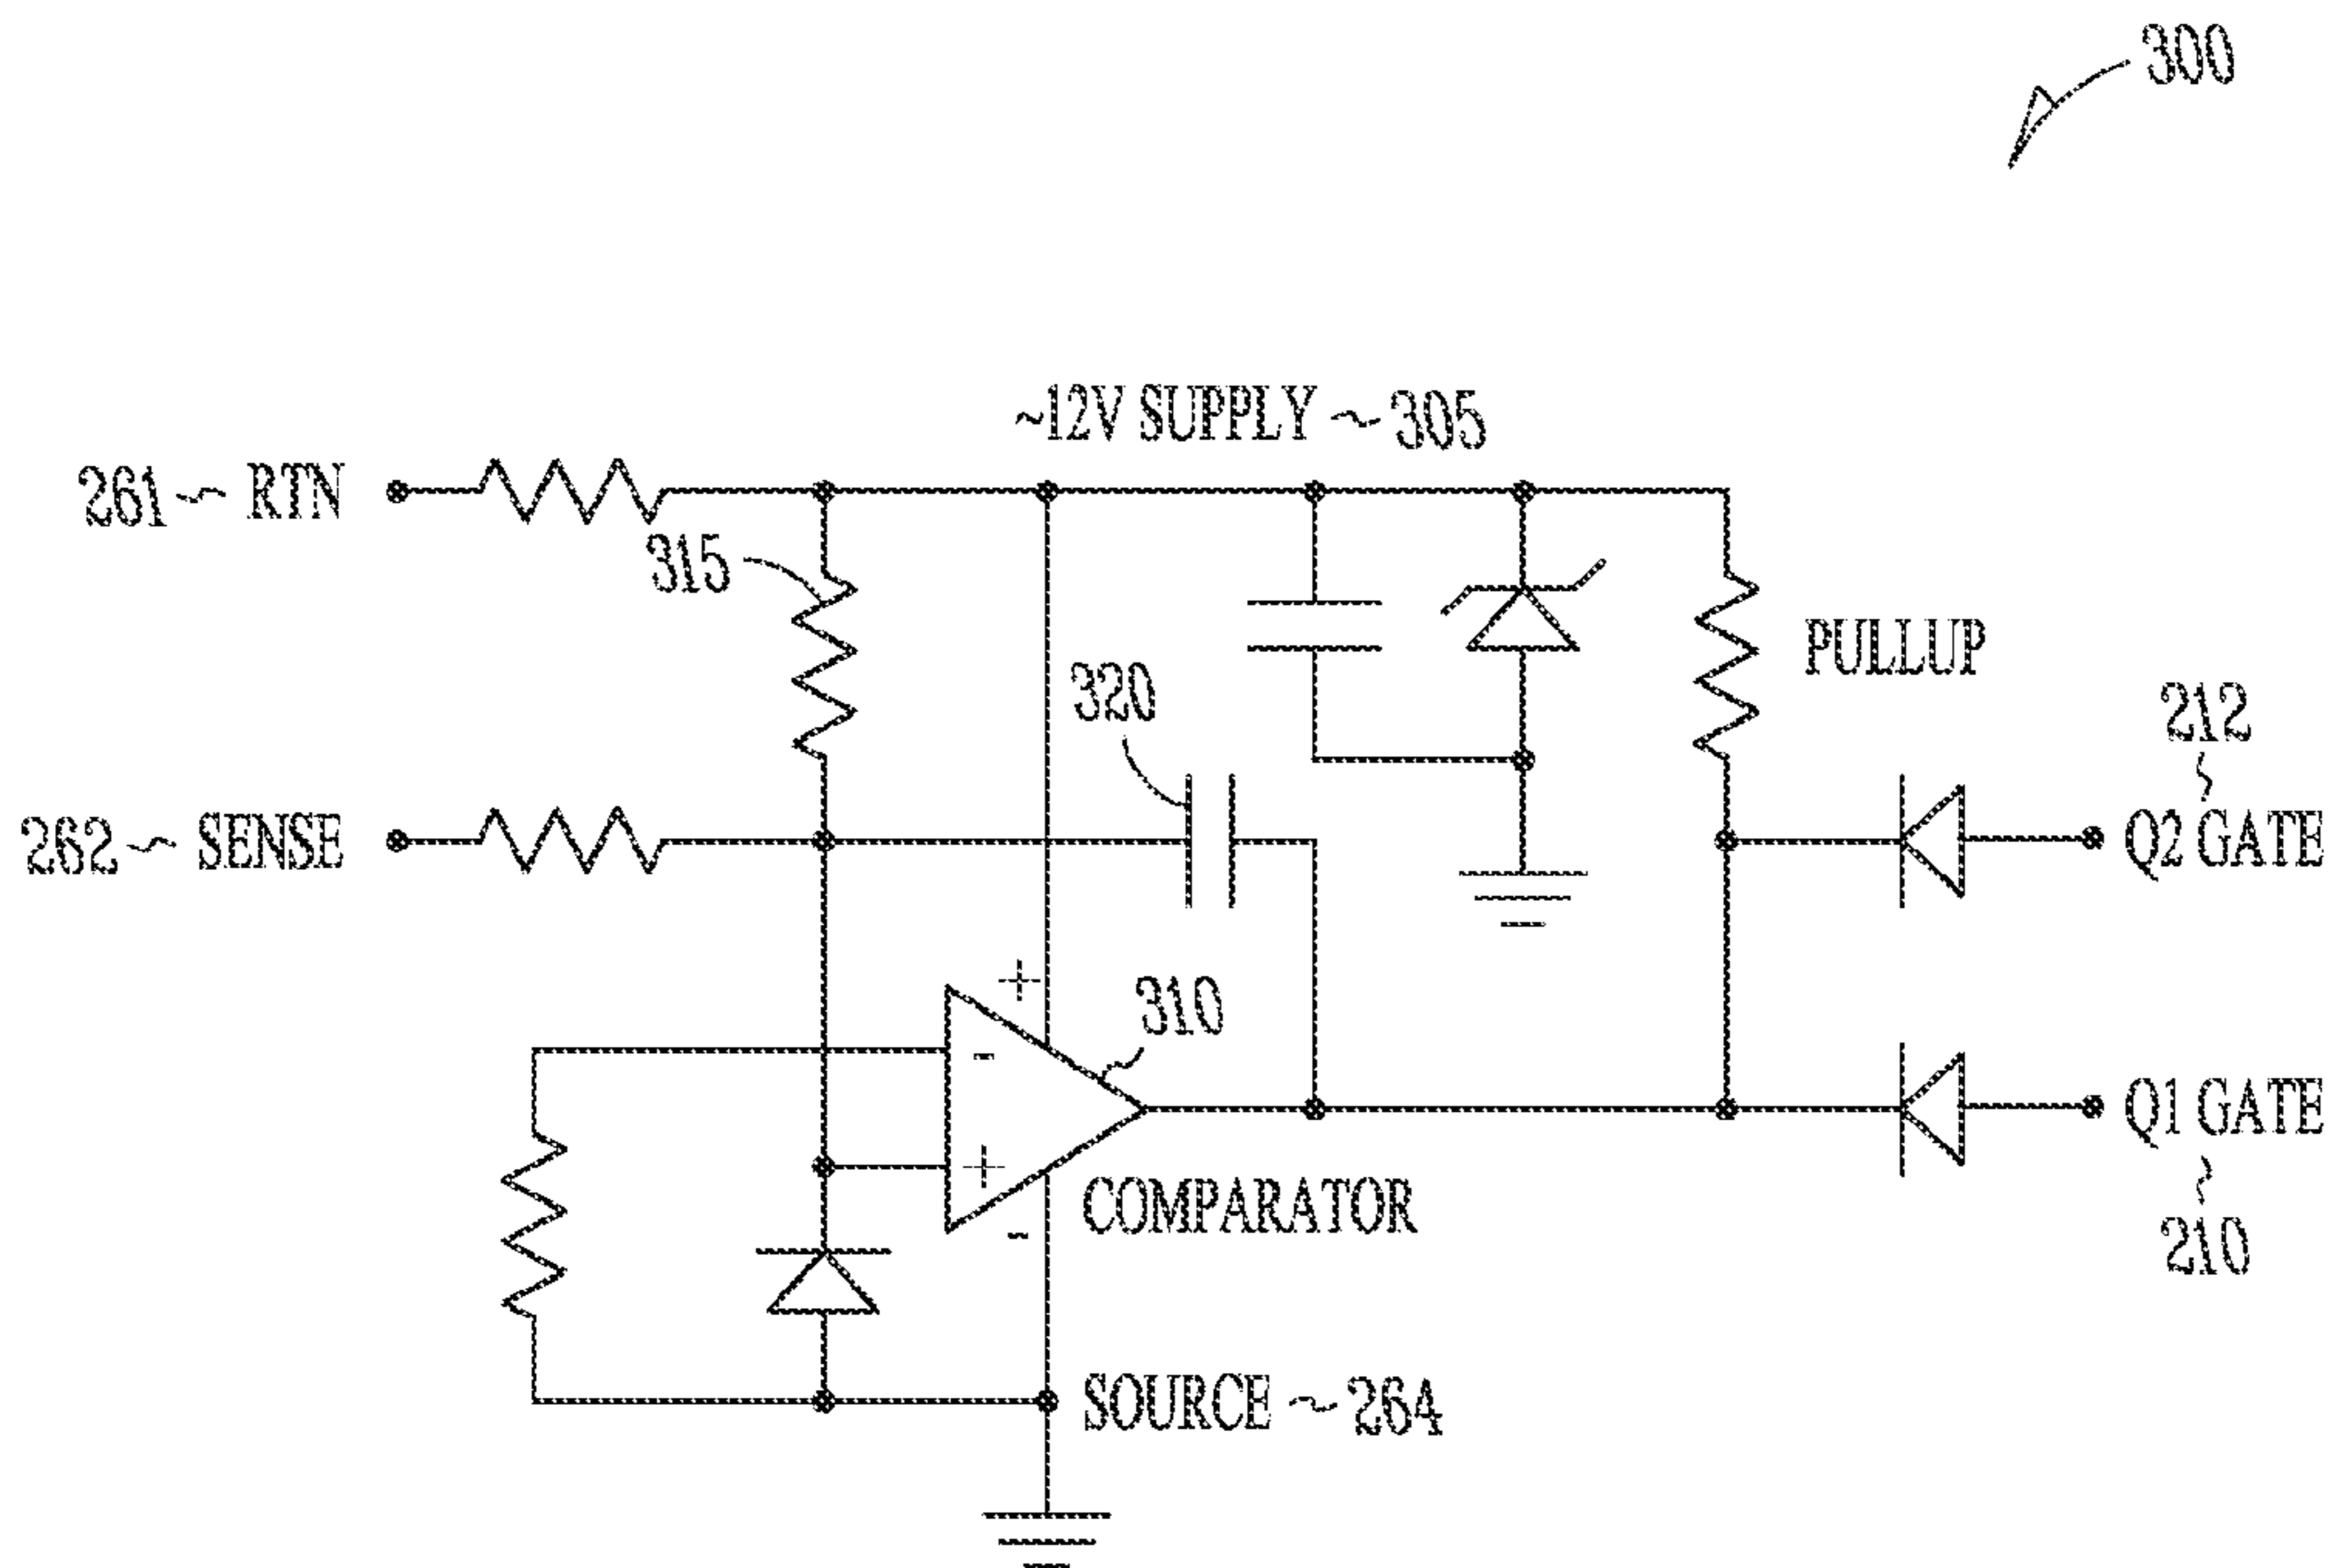 300
~12V SUPPLY ~ 305
261 ~ RTN
315
PULLUP
320
212
262 ~ SENSE
Q2 GATE
+
310
-
Q1 GATE
+
COMPARATOR
-
210
SOURCE ~ 264